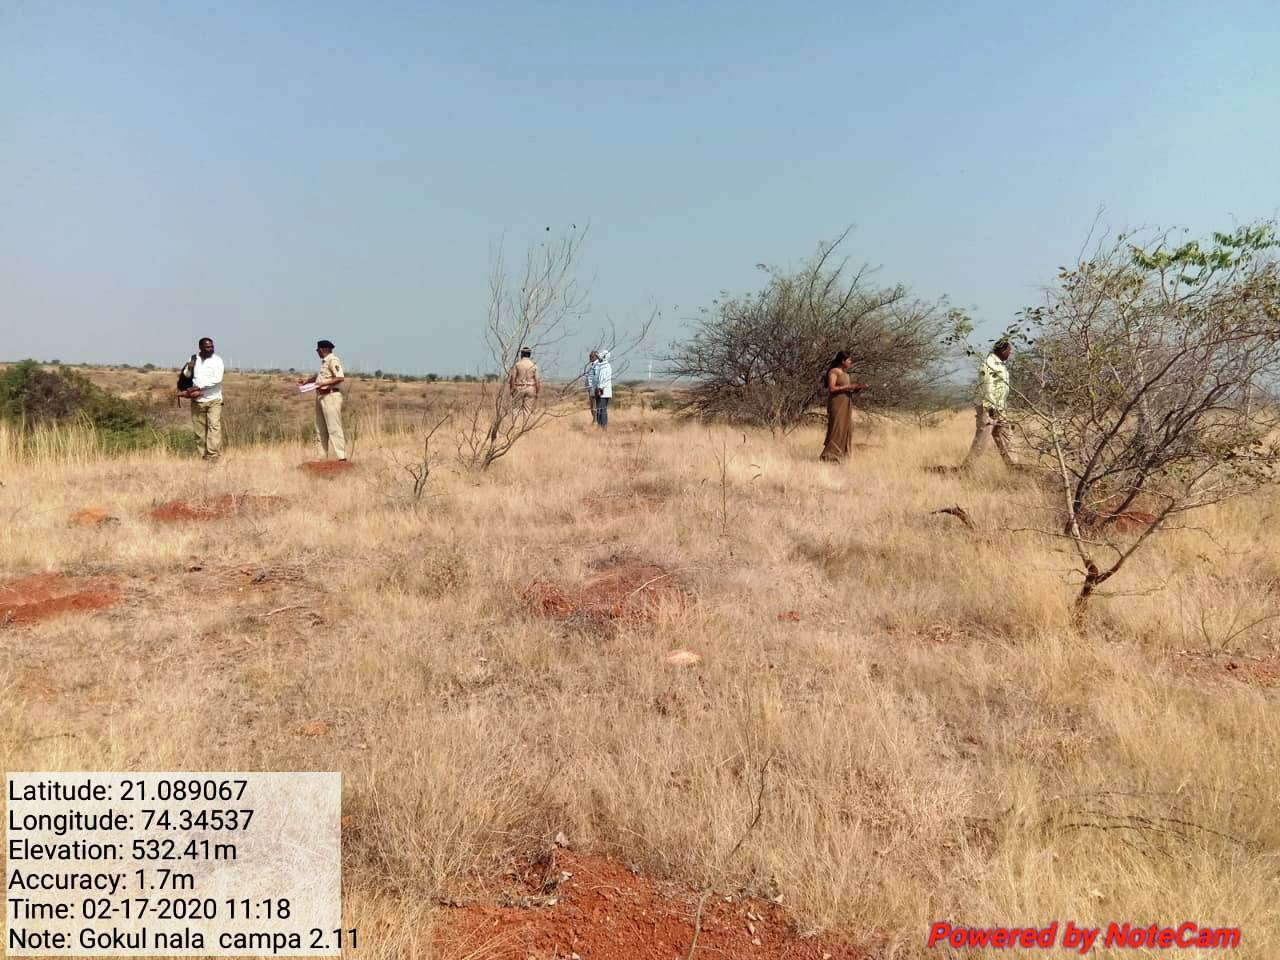 Latitude: 21.089067
Longitude: 74.34537
Elevation: 532.41m
Accuracy: 1.7m
Time: 02-17-2020 11:18
Note: Gokul nala  campa 2.11
Powered by NoteCam